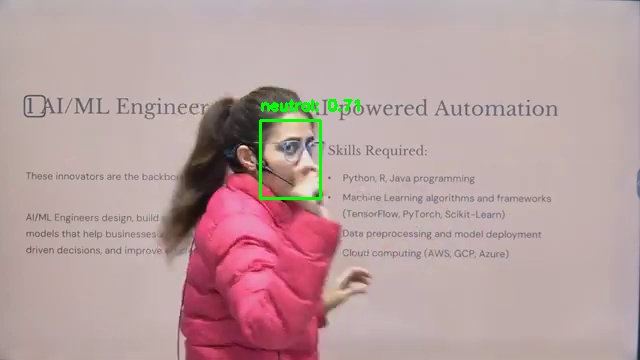 neutral: 0.71
1 AI/ML Engineer AI-powered Automation
These innovators are the
AI/ML Engineers design, build
models that help businesses
driven decisions, and improve
Skills Required:
• Python, R, Java programming
• Machine Learning algorithms and frameworks
(TensorFlow, PyTorch, Scikit-Learn)
Data preprocessing and model deployment
Cloud computing (AWS, GCP, Azure)